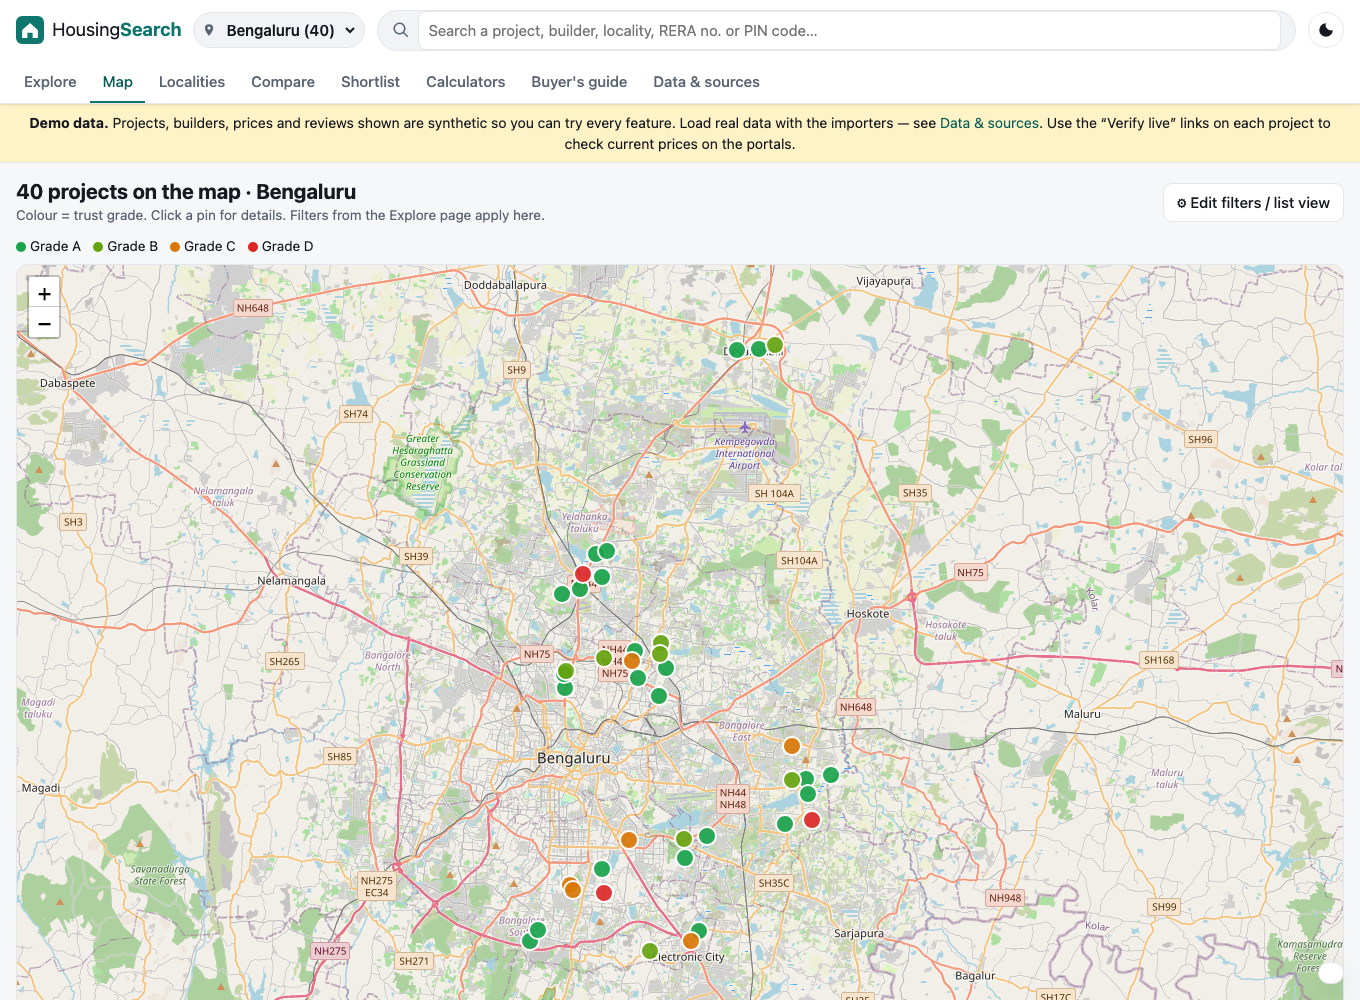 HousingSearch
Bengaluru (40)
Search a project, builder, locality, RERA no. or PIN code...
Explore
Map
Localities
Compare
Shortlist
Calculators
Buyer's guide
Data & sources
Demo data. Projects, builders, prices and reviews shown are synthetic so you can try every feature. Load real data with the importers — see Data & sources. Use the “Verify live” links on each project to
check current prices on the portals.
40 projects on the map · Bengaluru
Colour = trust grade. Click a pin for details. Filters from the Explore page apply here.
Edit filters / list view
Grade A
Grade B
Grade C
Grade D
+
−
Doddaballapura
Vijayapura
NH648
Dabaspete
SH9
SH74
Greater
Hesaraghatta
Grassland
Conservation
Reserve
Kempegowda
International
Airport
SH96
Kolar tal
Nelamangala
taluk
SH 104A
SH35
SH3
Yelahanka
taluku
SH39
SH104A
NH75
Nelamangala
Kolar
Hoskote
Hosakote
taluk
Bangalore
North
NH75
NH75
SH265
SH168
Magadi
taluku
NH648
Maluru
Bangalore
East
SH85
Bengaluru
Magadi
Maluru
taluk
NH44
NH48
Savanadurga
State Forest
NH275
EC34
SH35C
NH948
SH99
Kolar
NH275
SH271
Electronic City
Sarjapura
Kamasamudra
Reserve
Fores
Bagalur
SH17C